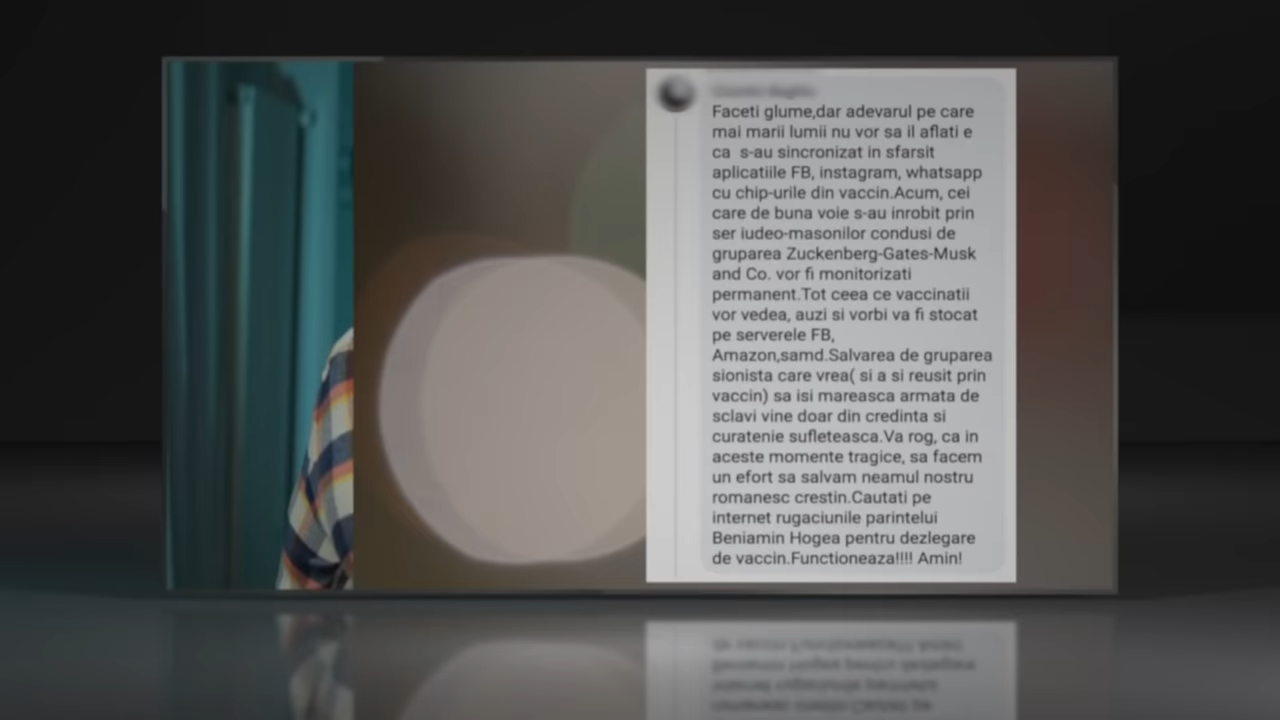 Faceti glume,dar adevarul pe care
mai marii lumii nu vor sa il aflati e
ca s-au sincronizat in sfarsit
aplicatiile FB, instagram, whatsapp
cu chip-urile din vaccin.Acum, cei
care de buna voie s-au inrobit prin
ser iudeo-masonilor condusi de
gruparea Zuckenberg-Gates-Musk
and Co. vor fi monitorizati
permanent.Tot ceea ce vaccinatii
vor vedea, auzi si vorbi va fi stocat
pe serverele FB,
Amazon,samd.Salvarea de gruparea
sionista care vrea( si a si reusit prin
vaccin) sa isi mareasca armata de
sclavi vine doar din credinta si
curatenie sufleteasca.Va rog, ca in
aceste momente tragice, sa facem
un efort sa salvam neamul nostru
romanesc crestin.Cautati pe
internet rugaciunile parintelui
Beniamin Hogea pentru dezlegare
de vaccin.Functioneaza!!!! Amin!